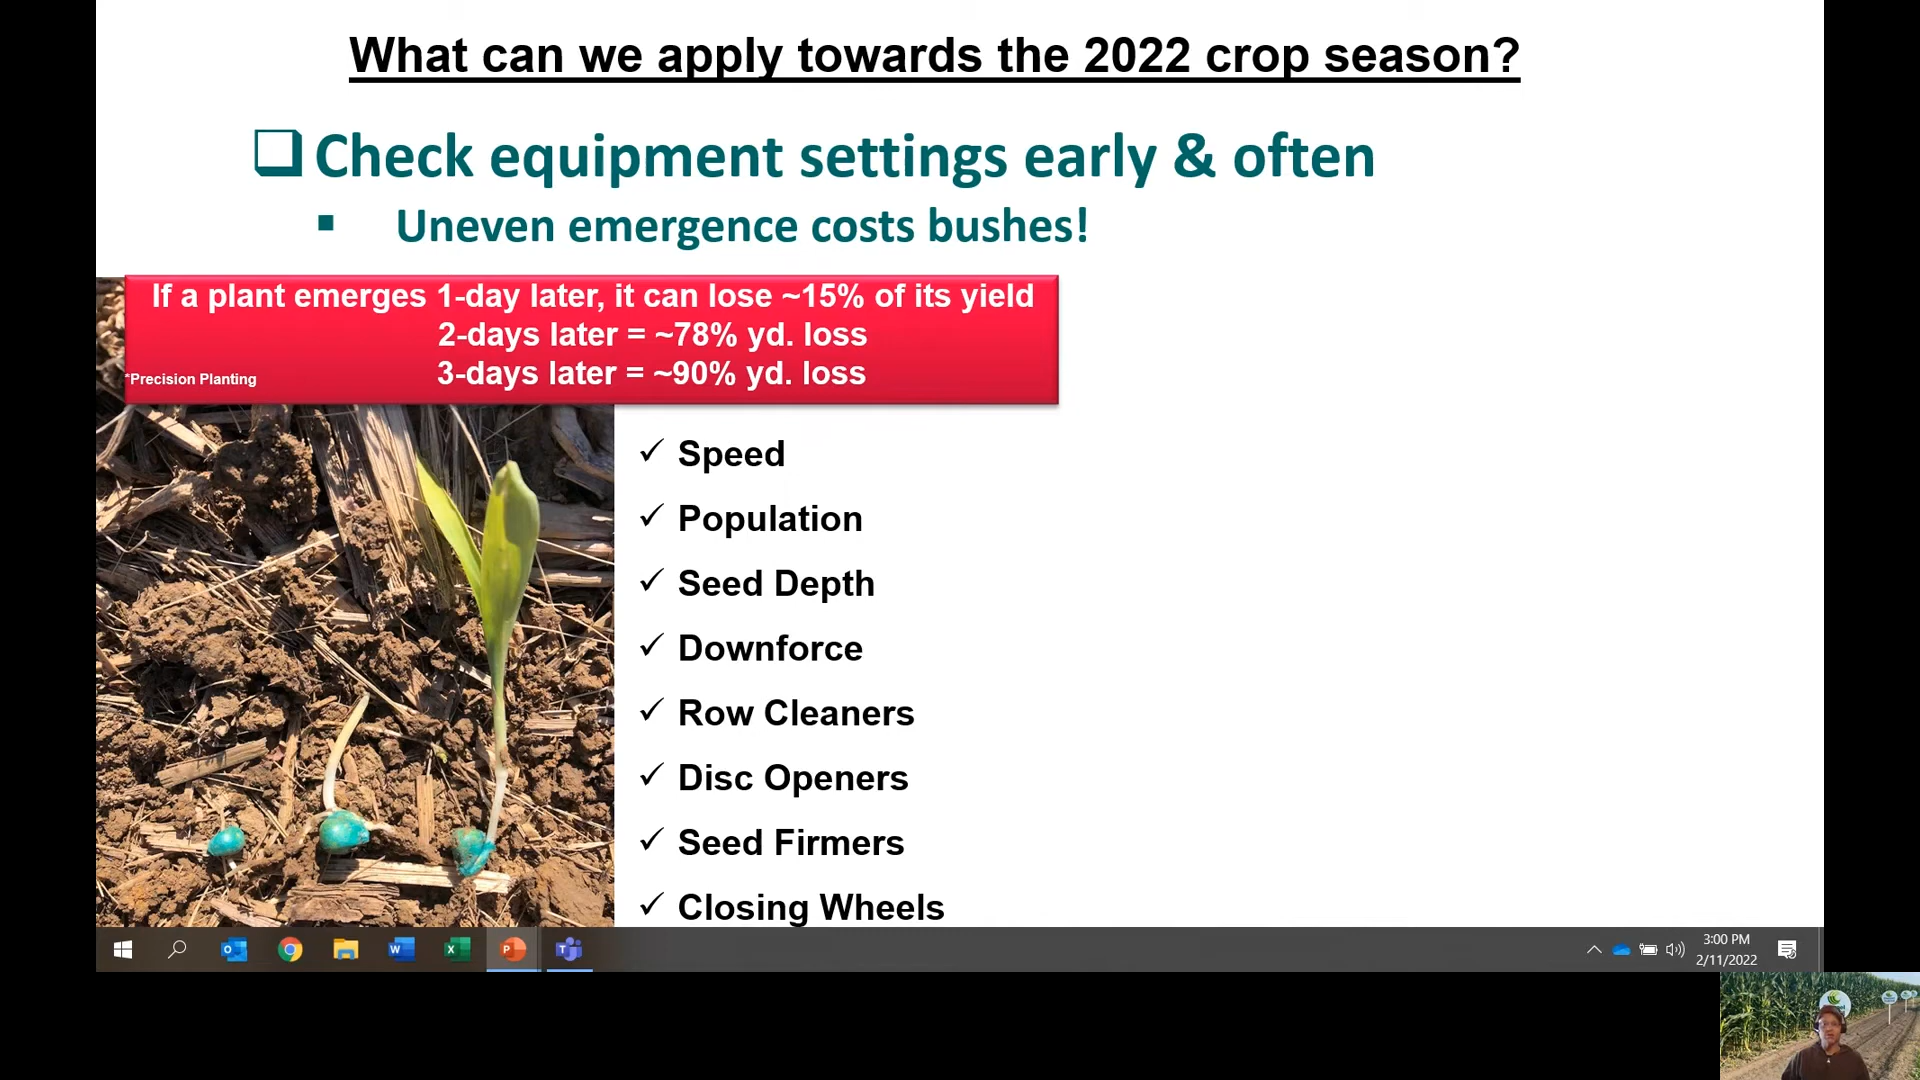 What can we apply towards the 2022 crop season?
Check equipment settings early & often
Uneven emergence costs bushes!
If a plant emerges 1-day later, it can lose ~15% of its yield
2-days later = ~78% yd. loss
3-days later = ~90% yd. loss
*Precision Planting
Speed
Population
Seed Depth
Downforce
Row Cleaners
Disc Openers
Seed Firmers
Closing Wheels
3:00 PM
2/11/2022